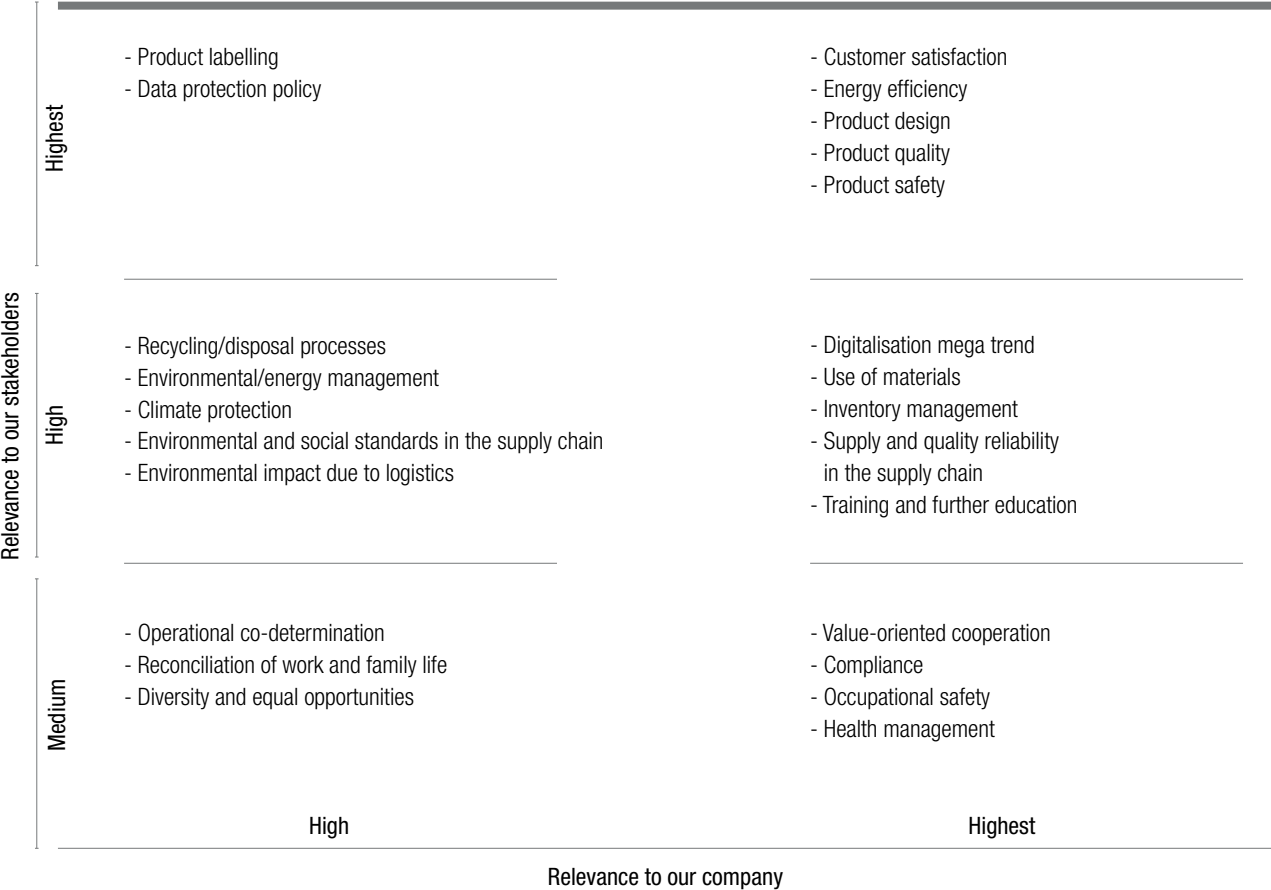 Relevance to our stakeholders
Highest
- Product labelling
- Data protection policy
- Customer satisfaction
- Energy efficiency
- Product design
- Product quality
- Product safety
High
- Recycling/disposal processes
- Environmental/energy management
- Climate protection
- Environmental and social standards in the supply chain
- Environmental impact due to logistics
- Digitalisation mega trend
- Use of materials
- Inventory management
- Supply and quality reliability
in the supply chain
- Training and further education
Medium
- Operational co-determination
- Reconciliation of work and family life
- Diversity and equal opportunities
- Value-oriented cooperation
- Compliance
- Occupational safety
- Health management
High
Highest
Relevance to our company